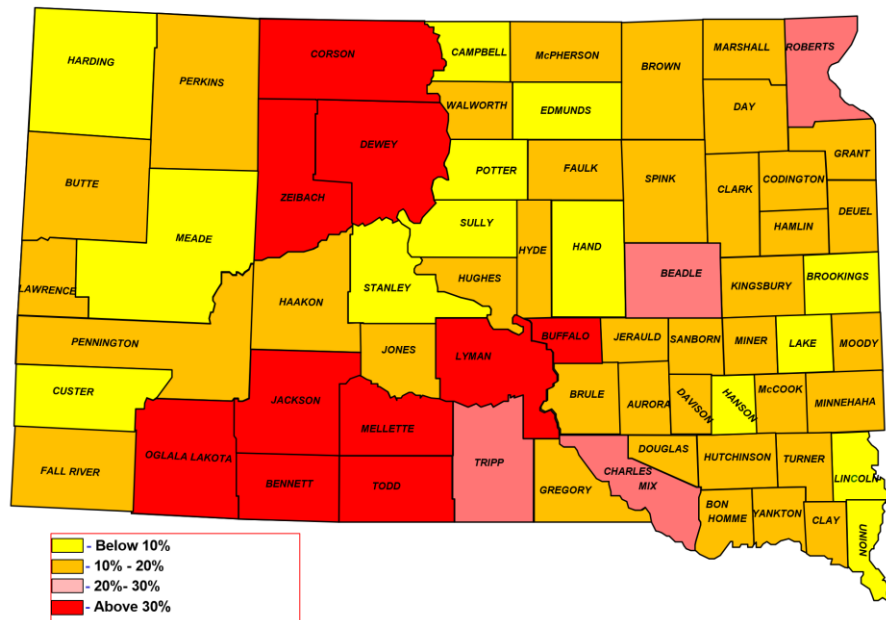 HARDING
PERKINS
CORSON
CAMPBELL
McPHERSON
BROWN
MARSHALL
ROBERTS
WALWORTH
EDMUNDS
DAY
DEWEY
GRANT
BUTTE
ZEIBACH
POTTER
FAULK
SPINK
CLARK
CODINGTON
DEUEL
HAMLIN
MEADE
SULLY
HYDE
HAND
BEADLE
KINGSBURY
BROOKINGS
LAWRENCE
HAAKON
STANLEY
HUGHES
PENNINGTON
JONES
LYMAN
BUFFALO
JERAULD
SANBORN
MINER
LAKE
MOODY
CUSTER
JACKSON
MELLETTE
BRULE
AURORA
DAVISON
HANSON
McCOOK
MINNEHAHA
FALL RIVER
OGLALA LAKOTA
BENNETT
TODD
TRIPP
GREGORY
CHARLES
MIX
DOUGLAS
HUTCHINSON
TURNER
LINCOLN
BON
HOMME
YANKTON
CLAY
UNION
- Below 10%
- 10% - 20%
- 20%- 30%
- Above 30%